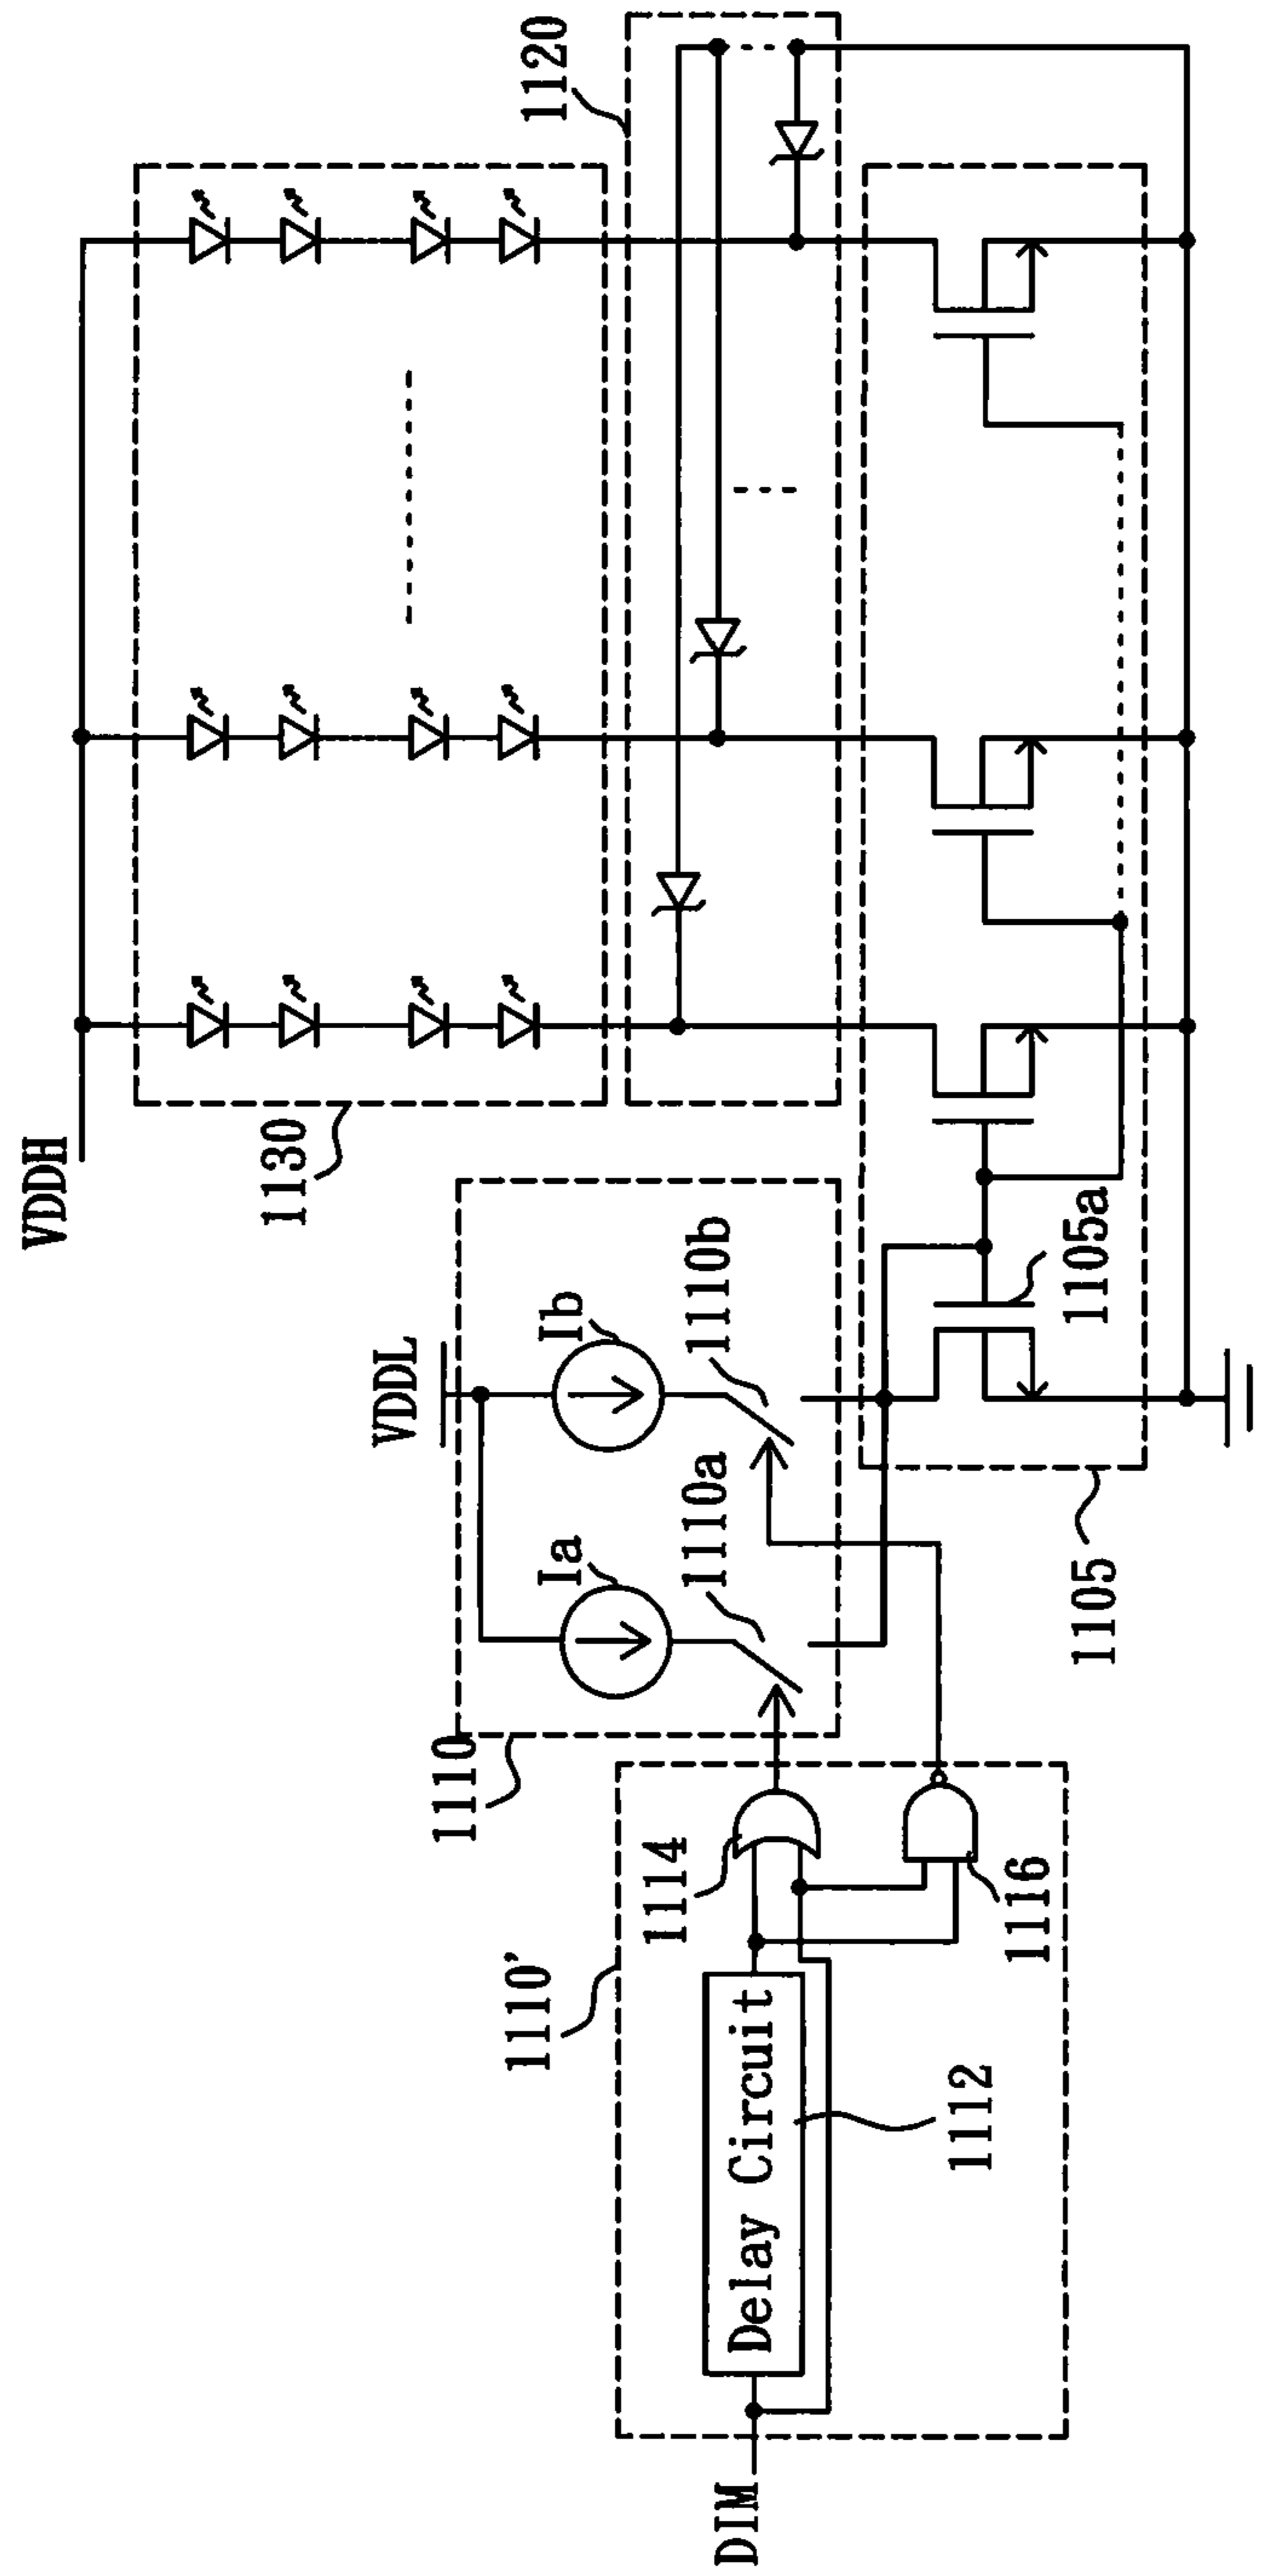 VDDH
1130
1120
VDDL
Ia
Ib
1110
1110a
1110b
1110'
DIM
Delay Circuit
1112
1114
1116
1105
1105a